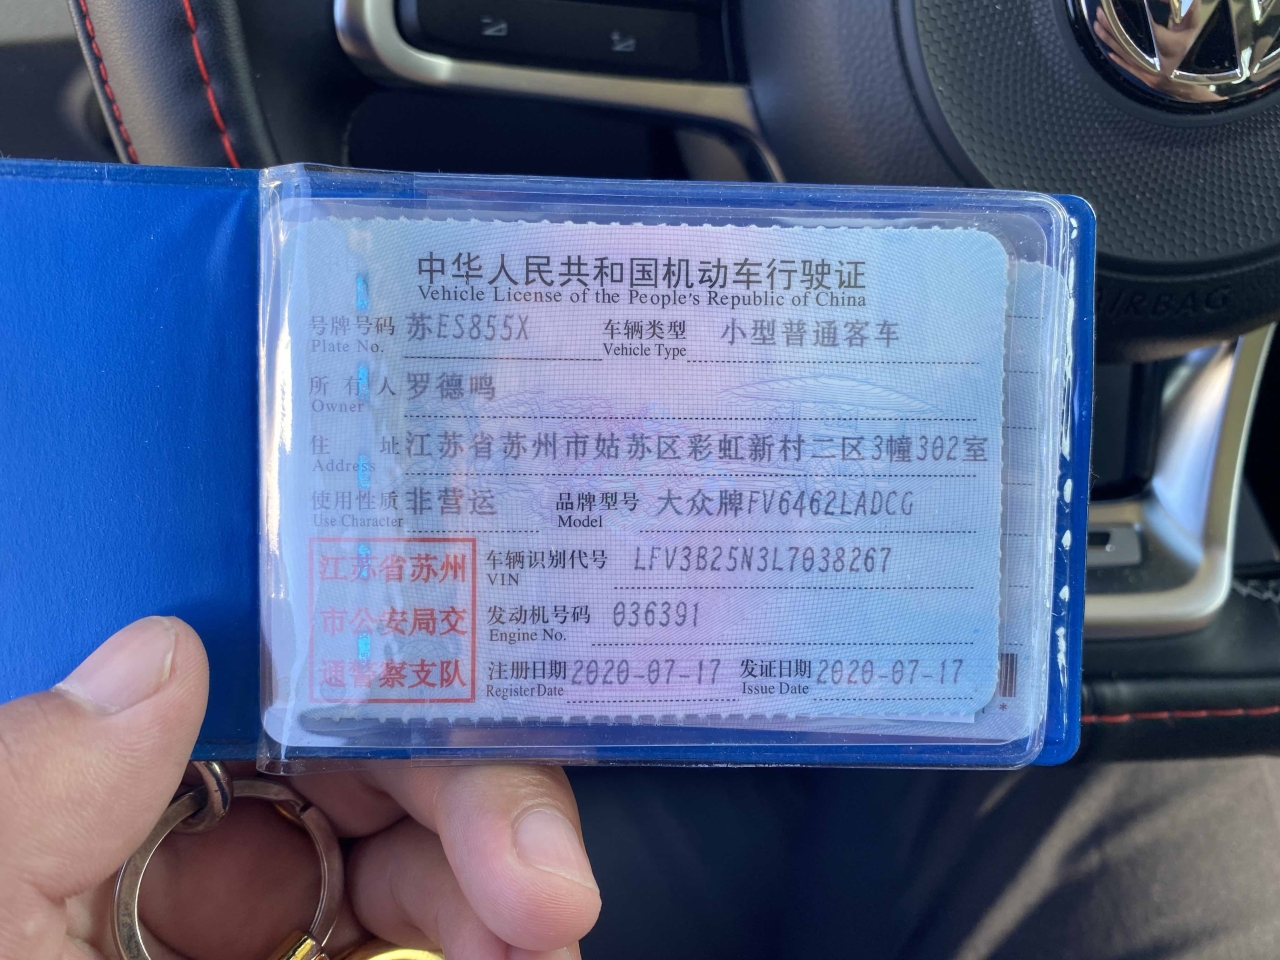 中华人民共和国机动车行驶证
Vehicle License of the People's Republic of China
号牌号码 苏ES855X 车辆类型 小型普通客车
Plate No. Vehicle Type
所有人 罗德鸣
Owner
住址 江苏省苏州市姑苏区彩虹新村二区3幢302室
Address
使用性质 非营运 品牌型号 大众牌FV6462LADCG
Use Character Model
江苏省苏州
市公安局交
通警察支队
车辆识别代号 LFV3B25N3L7038267
VIN
发动机号码 036391
Engine No.
注册日期 2020-07-17 发证日期 2020-07-17
Register Date Issue Date
*
AIRBAG